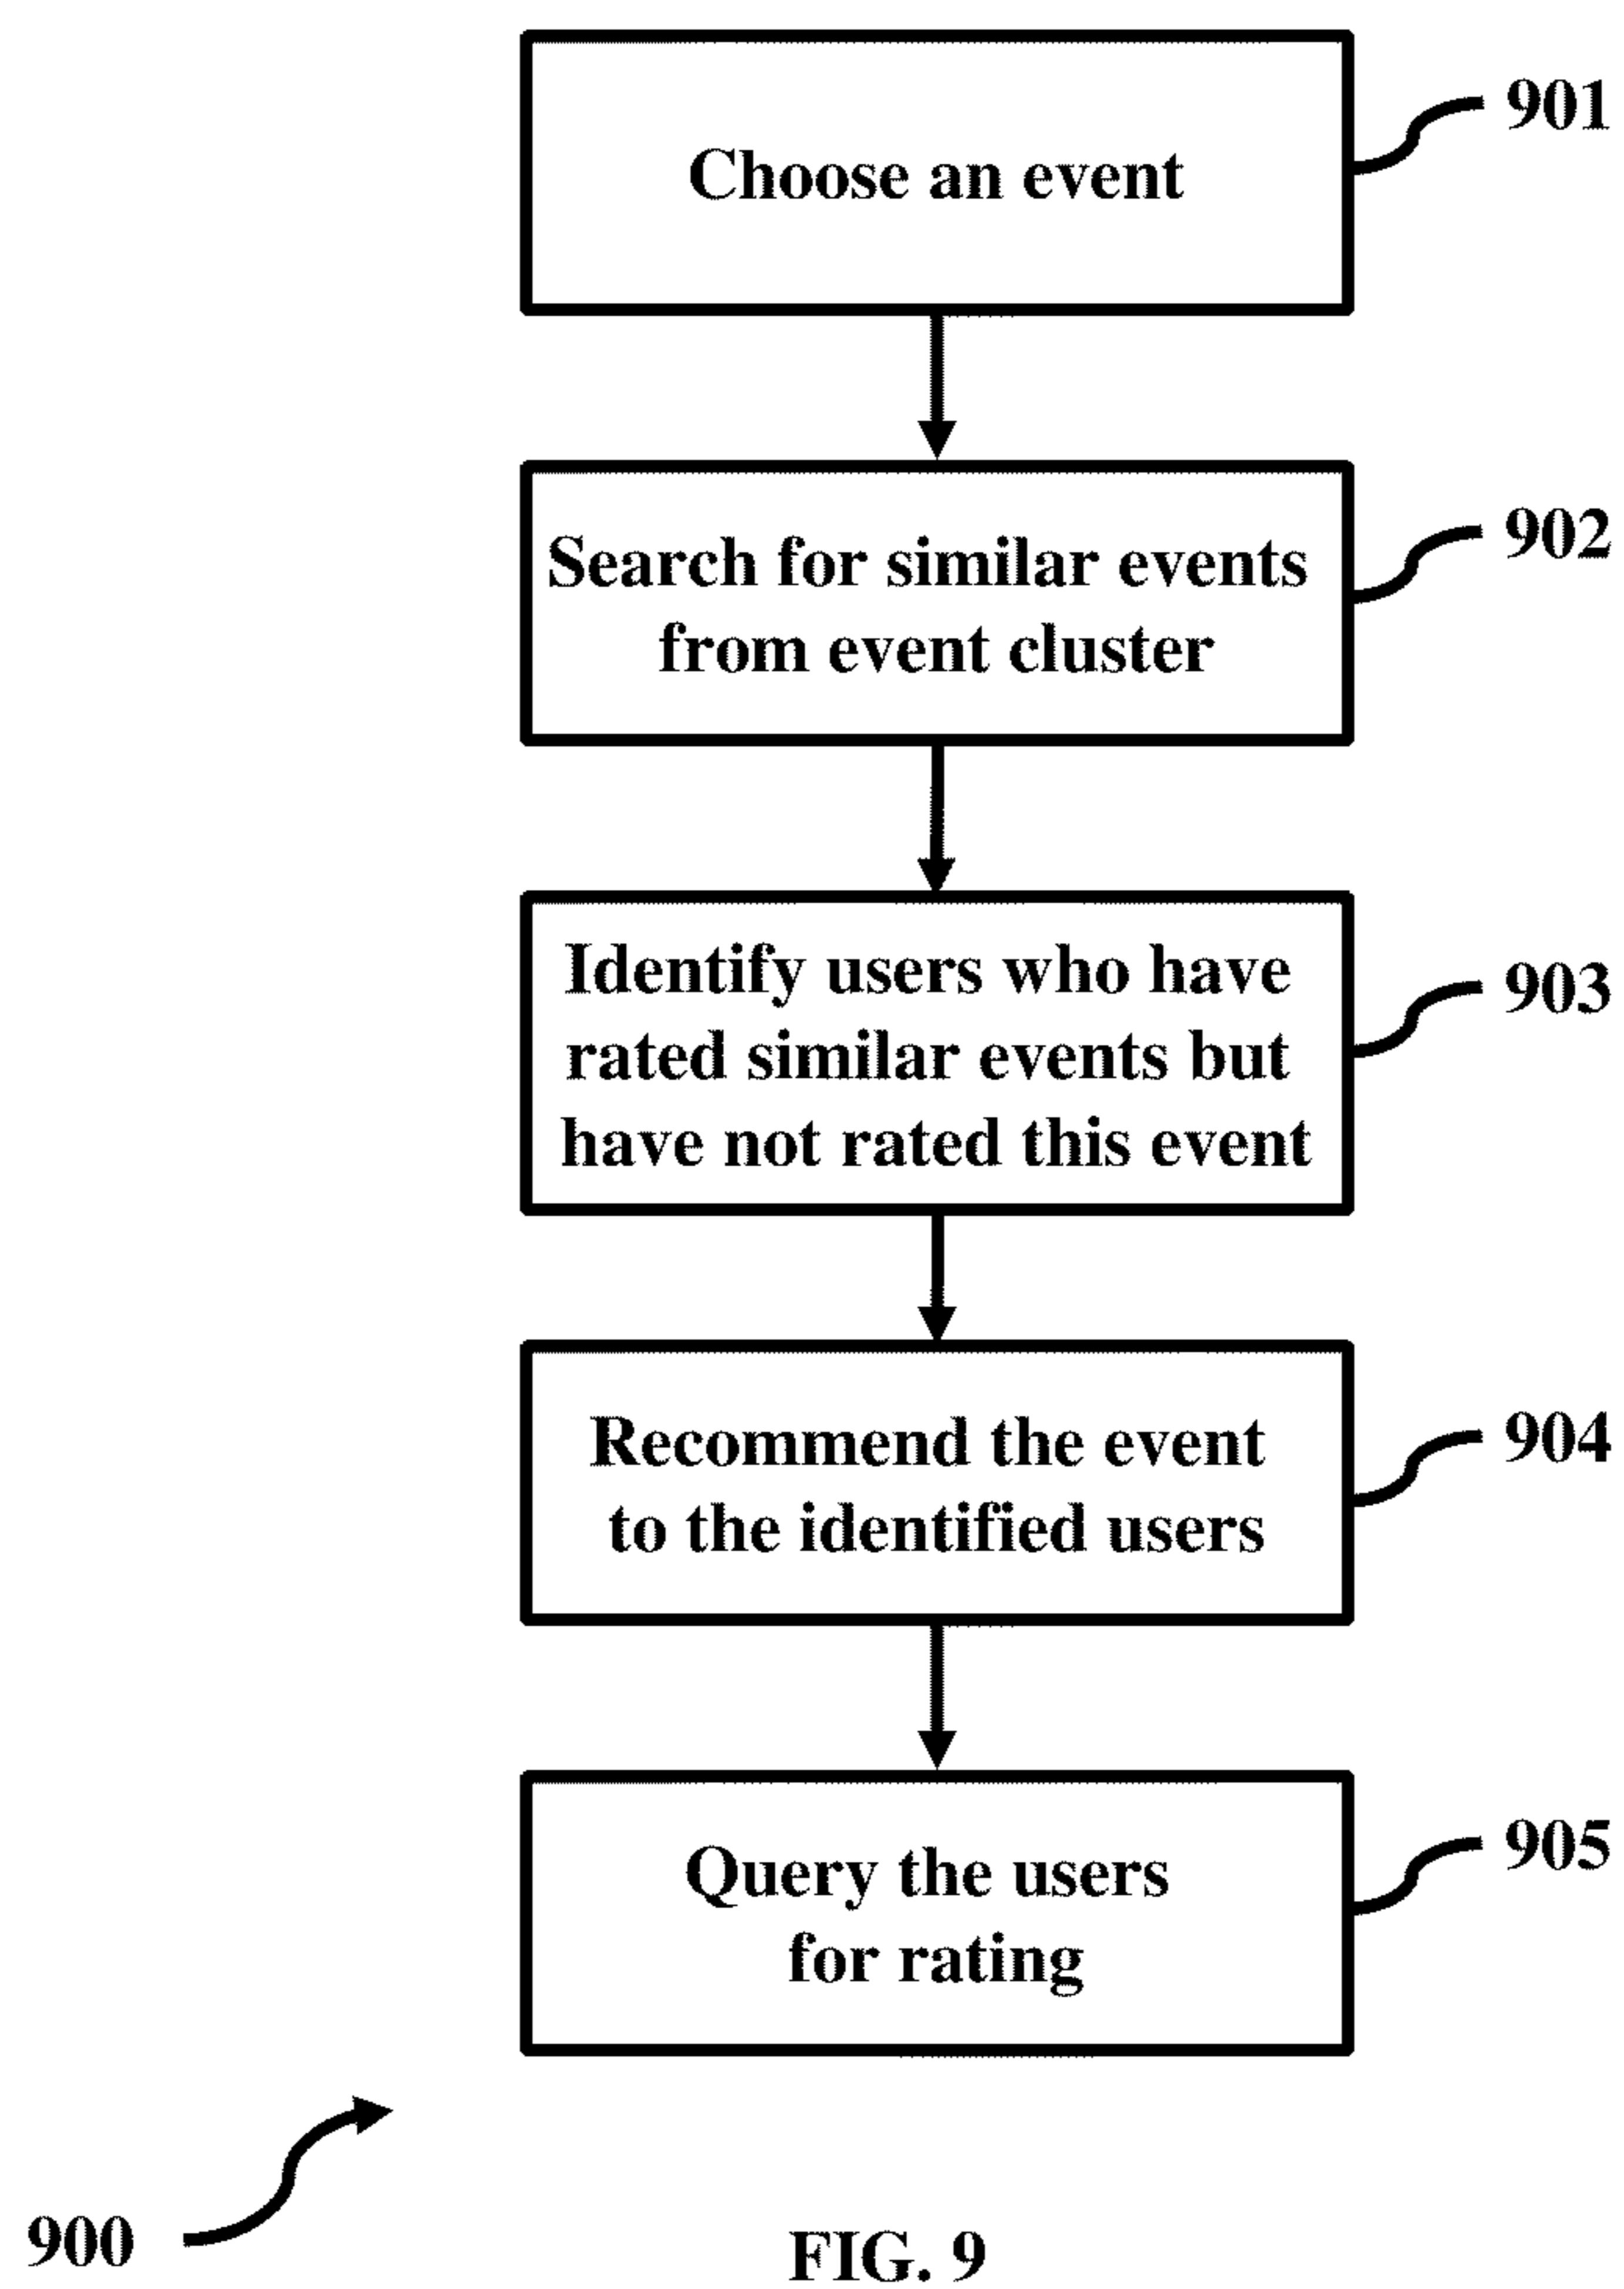 Choose an event
901
Search for similar events
from event cluster
902
Identify users who have
rated similar events but
have not rated this event
903
Recommend the event
to the identified users
904
Query the users
for rating
905
900
FIG. 9